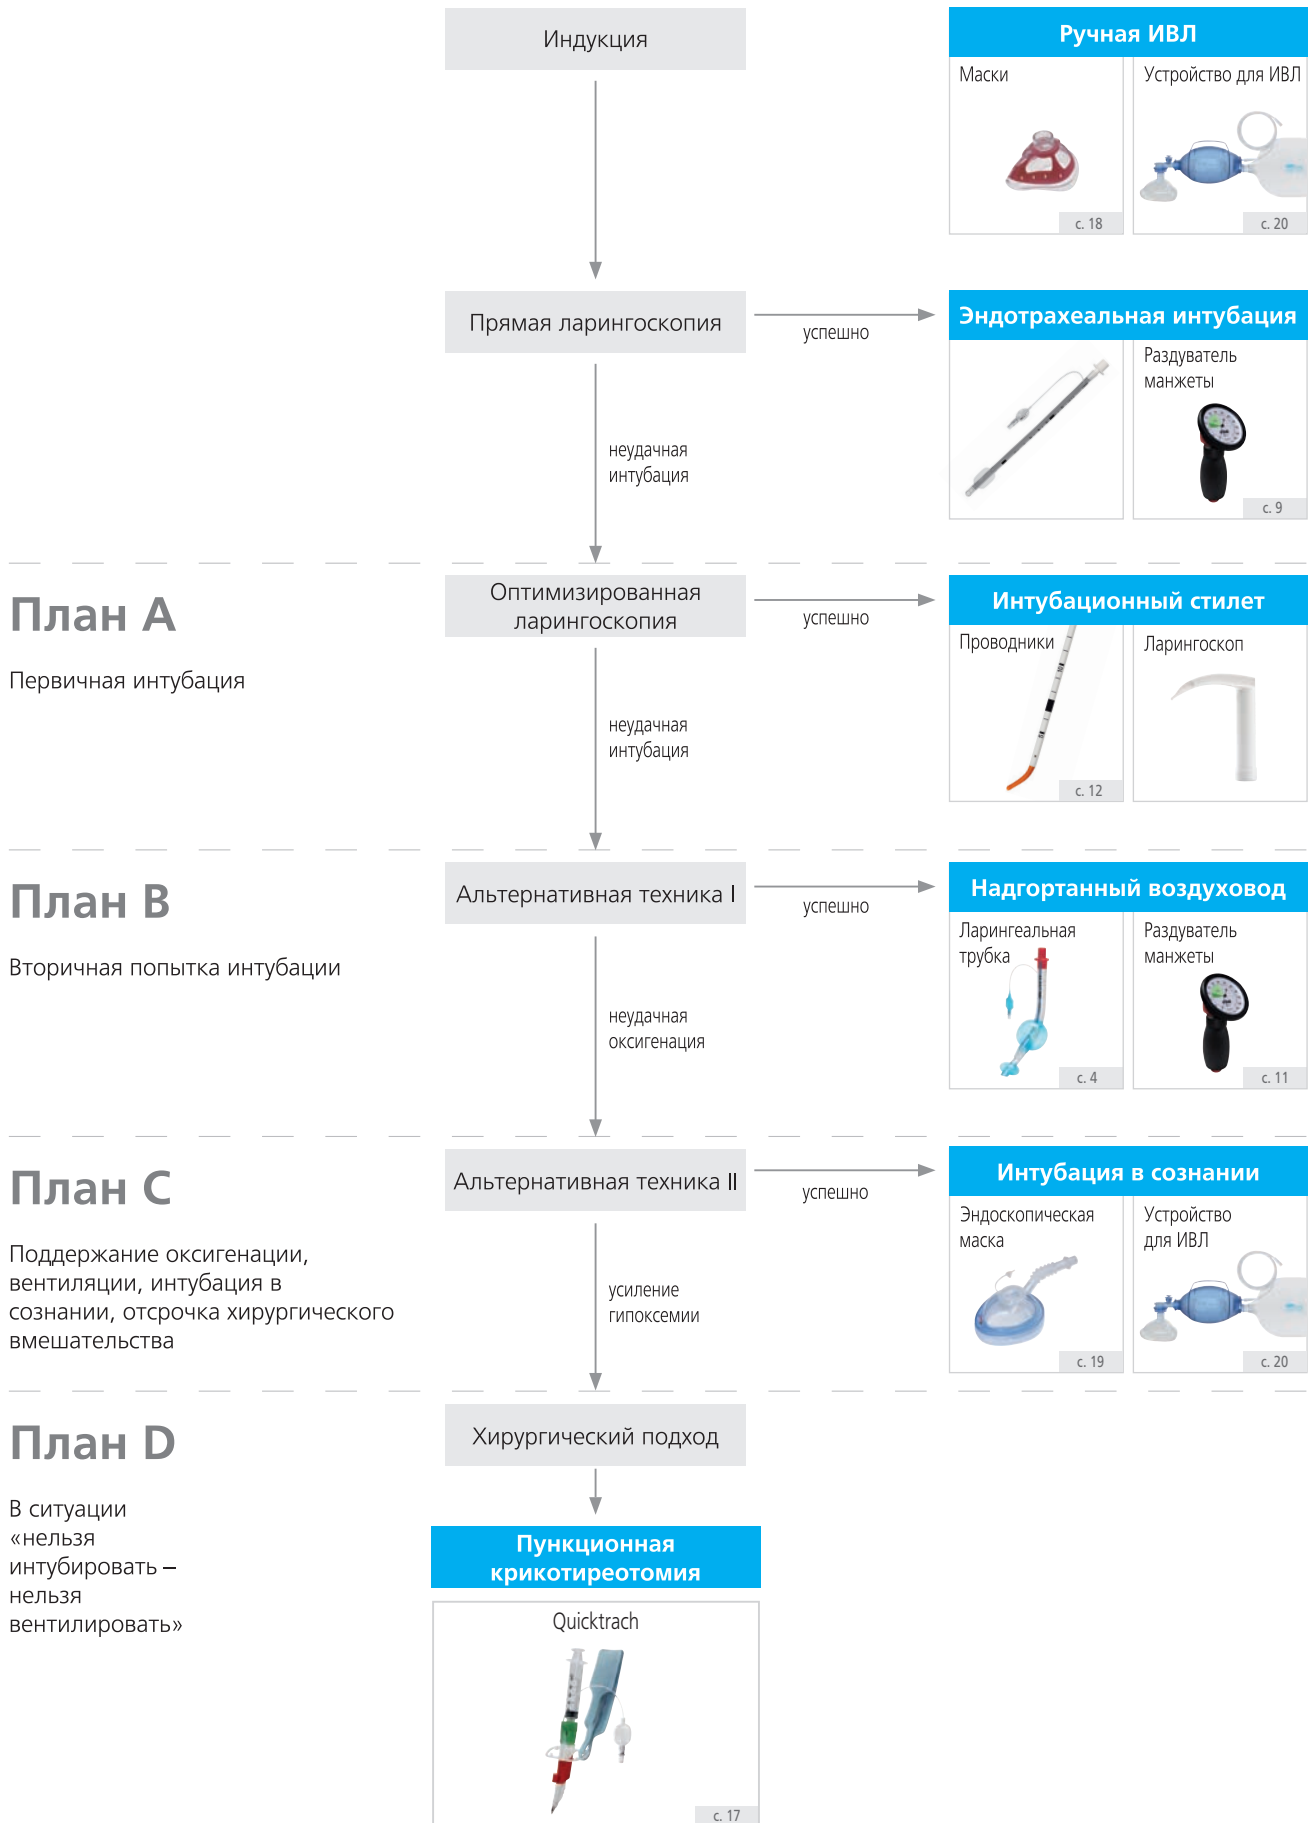 Индукция
Ручная ИВЛ
Маски
Устройство для ИВЛ
с. 18
с. 20
Прямая ларингоскопия
успешно
Эндотрахеальная интубация
Раздуватель
манжеты
с. 9
неудачная
интубация
План A
Первичная интубация
Оптимизированная
ларингоскопия
успешно
Интубационный стилет
Проводники
Ларингоскоп
с. 12
неудачная
интубация
План B
Вторичная попытка интубации
Альтернативная техника I
успешно
Надгортанный воздуховод
Ларингеальная
трубка
Раздуватель
манжеты
с. 4
с. 11
неудачная
оксигенация
План C
Поддержание оксигенации,
вентиляции, интубация в
сознании, отсрочка хирургического
вмешательства
Альтернативная техника II
успешно
Интубация в сознании
Эндоскопическая
маска
Устройство
для ИВЛ
с. 19
с. 20
усиление
гипоксемии
План D
В ситуации
«нельзя
интубировать –
нельзя
вентилировать»
Хирургический подход
Пункционная
крикотиреотомия
Quicktrach
с. 17